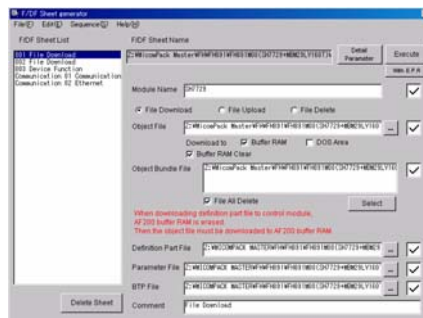 F/DF Sheet generator
File(F) Edit(E) Sequence(S) Help(H)
F/DF Sheet List
001 File Download
002 File Download
003 Device Function
Communication 01 Communication
Communication 02 Ethernet
Delete Sheet
F/DF Sheet Name
Detail Parameter
Execute
With E.P.R
Module Name
File Download File Upload File Delete
Object File
Download to Buffer RAM DOS Area
Buffer RAM Clear
Object Bundle File
File All Delete
Select
When downloading definition part file to control module,
AF200 buffer RAM is erased.
Then the object file must be downloaded to AF200 buffer RAM.
Definition Part File
Parameter File
BTP File
Comment File Download